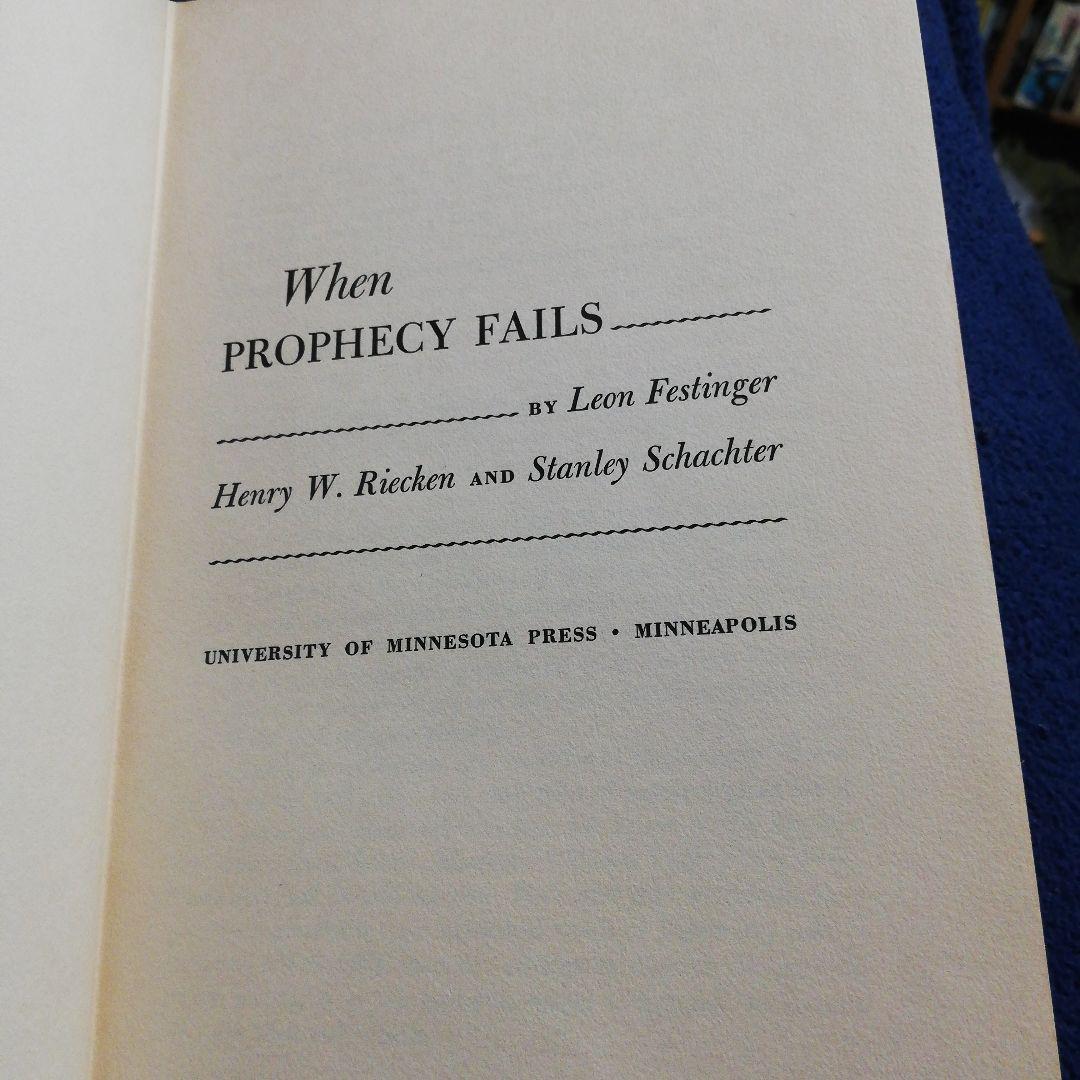 When
PROPHECY FAILS
BY Leon Festinger
Henry W. Riecken AND Stanley Schachter
UNIVERSITY OF MINNESOTA PRESS • MINNEAPOLIS